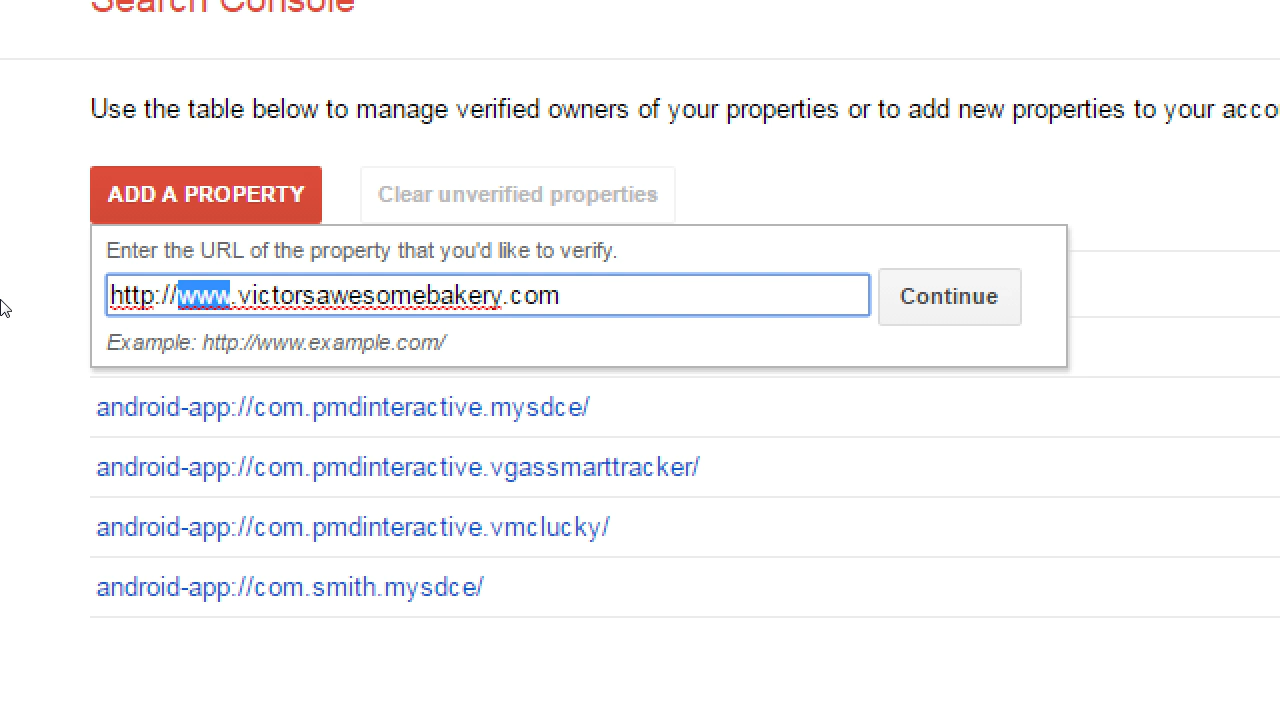 Search Console
Use the table below to manage verified owners of your properties or to add new properties to your acco
ADD A PROPERTY
Clear unverified properties
Enter the URL of the property that you'd like to verify.
http://www.victorsawesomebakery.com
Continue
Example: http://www.example.com/
android-app://com.pmdinteractive.mysdce/
android-app://com.pmdinteractive.vgassmarttracker/
android-app://com.pmdinteractive.vmclucky/
android-app://com.smith.mysdce/